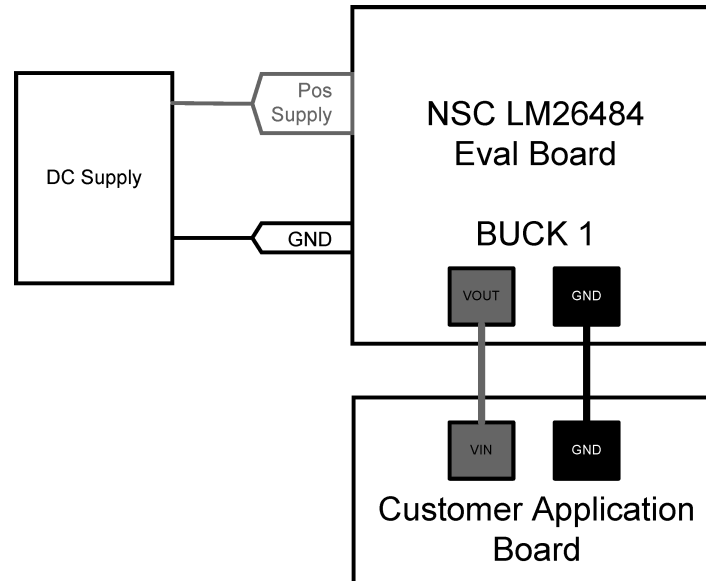 Pos
Supply
NSC LM26484
Eval Board
DC Supply
GND
BUCK 1
VOUT
GND
VIN
GND
Customer Application
Board